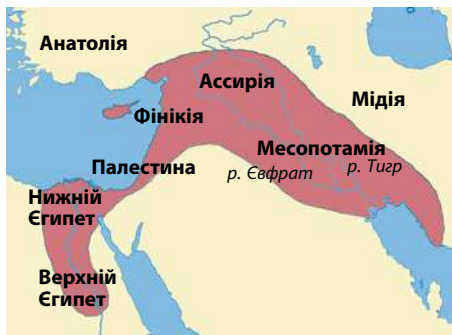 Анатолія
Ассирія
Мідія
Фінікія
Месопотамія
р. Тигр
Палестина
р. Євфрат
Нижній
Єгипет
Верхній
Єгипет